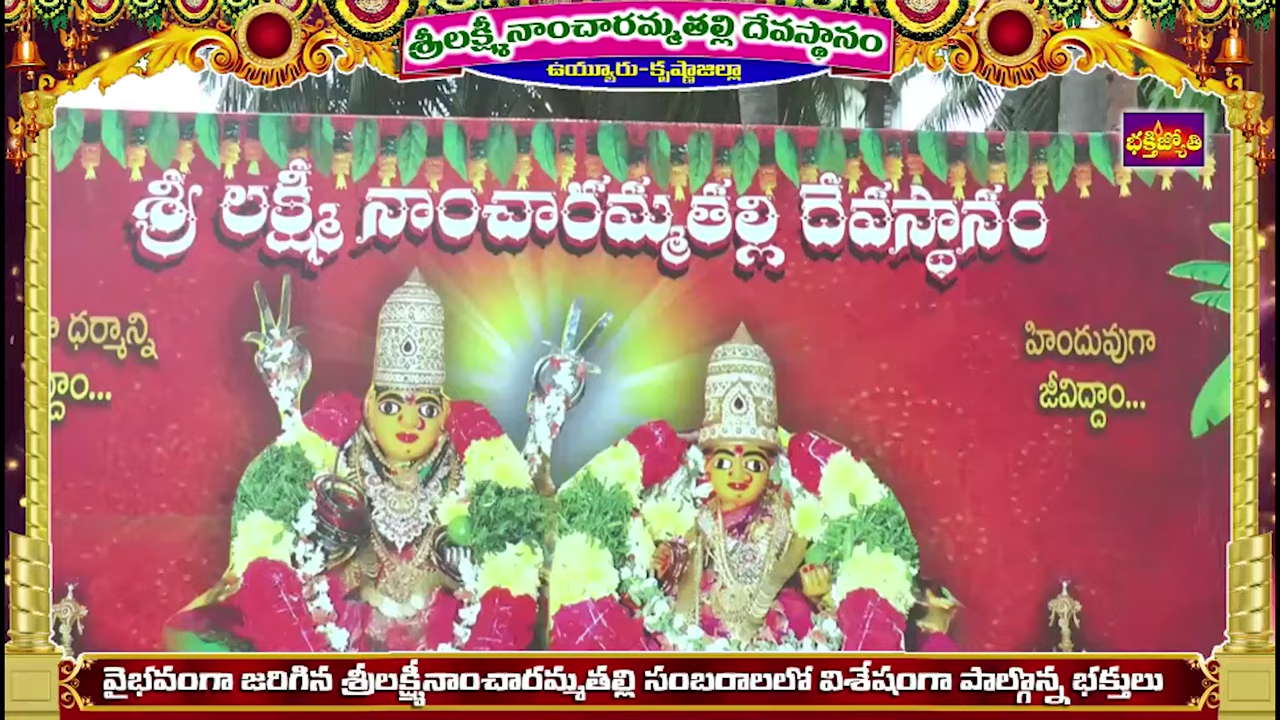 శ్రీలక్ష్మీ నాంచారమ్మతల్లి దేవస్థానం
ఉయ్యూరు-కృష్ణాజిల్లా
భక్తిజ్యోతి
శ్రీ లక్ష్మీ నాంచారమ్మతల్లి దేవస్థానం
ధర్మాన్ని
హిందువుగా
జీవిద్దాం...
వైభవంగా జరిగిన శ్రీలక్ష్మీనాంచారమ్మతల్లి సంబరాలలో విశేషంగా పాల్గొన్న భక్తులు